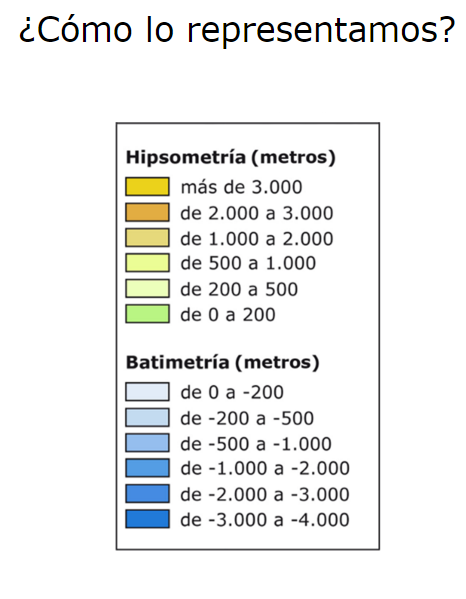 ¿Cómo lo representamos?
Hipsometría (metros)
más de 3.000
de 2.000 a 3.000
de 1.000 a 2.000
de 500 a 1.000
de 200 a 500
de 0 a 200
Batimetría (metros)
de 0 a -200
de -200 a -500
de -500 a -1.000
de -1.000 a -2.000
de -2.000 a -3.000
de -3.000 a -4.000